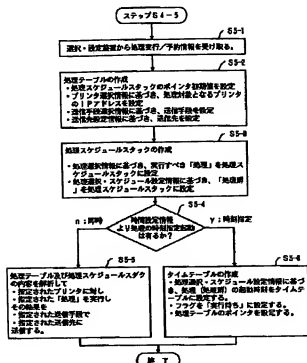 ステップS4-5
S5-1
選択・設定画面から処理実行/予約情報を受け取る。
S5-2
処理テーブルの作成
・処理スケジュールスタックのポインタ初期値を設定
・プリンタ選択情報に基づき、処理対象となるプリンタ
のIPアドレスを設定
・送信手段選択情報に基づき、送信手段を設定
・送信先設定情報に基づき、送信先を設定
S5-3
処理スケジュールスタックの作成
・処理選択情報に基づき、実行すべき「処理」を処理ス
ケジュールスタックに設定
・処理選択・スケジュール設定情報に基づき、「処理群
」を処理スケジュールスタックに設定
S5-4
時間設定情報
より処理の時刻指定起動
は有るか?
n:即時
y:時刻指定
S5-5
処理テーブル及び処理スケジュールスタック
の内容を解析して
・指定されたプリンタに対し
・指定された「処理」を実行し
その結果を
・指定された送信手段で
・指定された送信先に
送信する。
S5-6
タイムテーブルの作成
・処理選択・スケジュール設定情報に基づ
き、処理(処理群)の起動時刻をタイムテー
ブルに設定する。
・フラグを「実行待ち」に設定する。
・処理テーブルのポインタを設定する。
終了